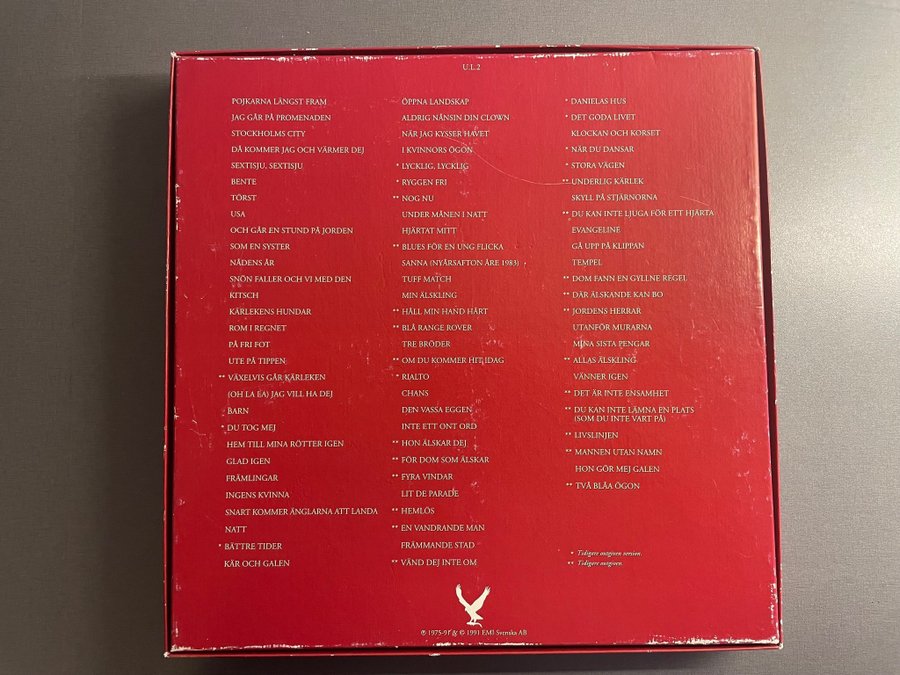 U.L.2
POJKARNA LÄNGST FRAM
JAG GÅR PÅ PROMENADEN
STOCKHOLMS CITY
DÅ KOMMER JAG OCH VÄRMER DEJ
SEXTISJU, SEXTISJU
BENTE
TÖRST
USA
OCH GÅR EN STUND PÅ JORDEN
SOM EN SYSTER
NÅDENS ÅR
SNÖN FALLER OCH VI MED DEN
KITSCH
KÄRLEKENS HUNDAR
ROM I REGNET
PÅ FRI FOT
UTE PÅ TIPPEN
** VÄXELVIS GÅR KÄRLEKEN
(OH LA EA) JAG VILL HA DEJ
BARN
* DU TOG MEJ
HEM TILL MINA RÖTTER IGEN
GLAD IGEN
FRÄMLINGAR
INGENS KVINNA
SNART KOMMER ÄNGLARNA ATT LANDA
NATT
* BÄTTRE TIDER
KÄR OCH GALEN
ÖPPNA LANDSKAP
ALDRIG NÅNSIN DIN CLOWN
NÄR JAG KYSSER HAVET
I KVINNORS ÖGON
* LYCKLIG, LYCKLIG
* RYGGEN FRI
** NOG NU
UNDER MÅNEN I NATT
HJÄRTAT MITT
** BLUES FÖR EN UNG FLICKA
SANNA (NYÅRSAFTON ÅRE 1983)
TUFF MATCH
MIN ÄLSKLING
** HÅLL MIN HAND HÅRT
** BLÅ RANGE ROVER
TRE BRÖDER
** OM DU KOMMER HIT IDAG
* RIALTO
CHANS
DEN VASSA EGGEN
INTE ETT ONT ORD
** HON ÄLSKAR DEJ
** FÖR DOM SOM ÄLSKAR
** FYRA VINDAR
LIT DE PARADE
** HEMLÖS
** EN VANDRANDE MAN
FRÄMMANDE STAD
** VÄND DEJ INTE OM
* DANIELAS HUS
* DET GODA LIVET
KLOCKAN OCH KORSET
* NÄR DU DANSAR
* STORA VÄGEN
** UNDERLIG KÄRLEK
SKYLL PÅ STJÄRNORNA
** DU KAN INTE LJUGA FÖR ETT HJÄRTA
EVANGELINE
GÅ UPP PÅ KLIPPAN
TEMPEL
** DOM FANN EN GYLLNE REGEL
** DÄR ÄLSKANDE KAN BO
** JORDENS HERRAR
UTANFÖR MURARNA
MINA SISTA PENGAR
** ALLAS ÄLSKLING
VÄNNER IGEN
** DET ÄR INTE ENSAMHET
** DU KAN INTE LÄMNA EN PLATS
(SOM DU INTE VART PÅ)
** LIVSLINJEN
** MANNEN UTAN NAMN
HON GÖR MEJ GALEN
** TVÅ BLÅA ÖGON
* Tidigare outgiven version.
** Tidigare outgiven.
℗ 1975-91 & © 1991 EMI Svenska AB